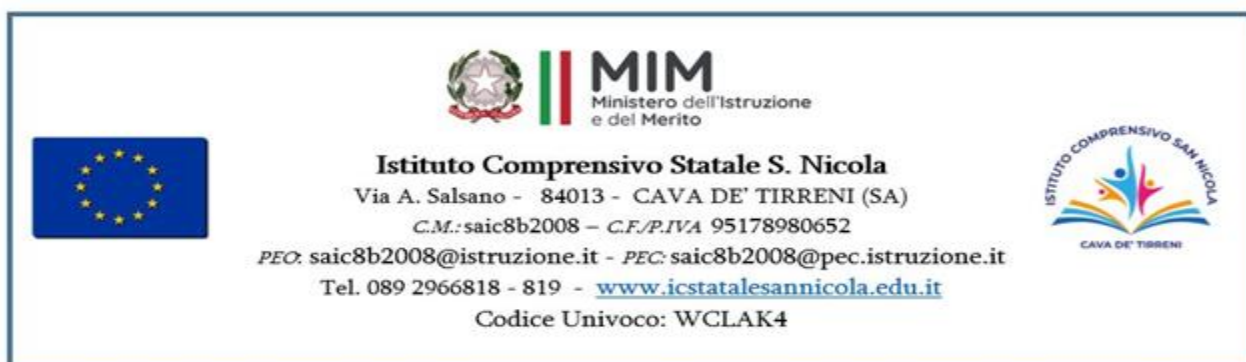 MIM
Ministero dell'Istruzione
e del Merito
Istituto Comprensivo Statale S. Nicola
Via A. Salsano - 84013 - CAVA DE' TIRRENI (SA)
C.M.: saic8b2008 – C.F./P.IVA 95178980652
PEO: saic8b2008@istruzione.it - PEC: saic8b2008@pec.istruzione.it
Tel. 089 2966818 - 819 - www.icstatalesannicola.edu.it
Codice Univoco: WCLAK4
ISTITUTO COMPRENSIVO SAN NICOLA
CAVA DE' TIRRENI